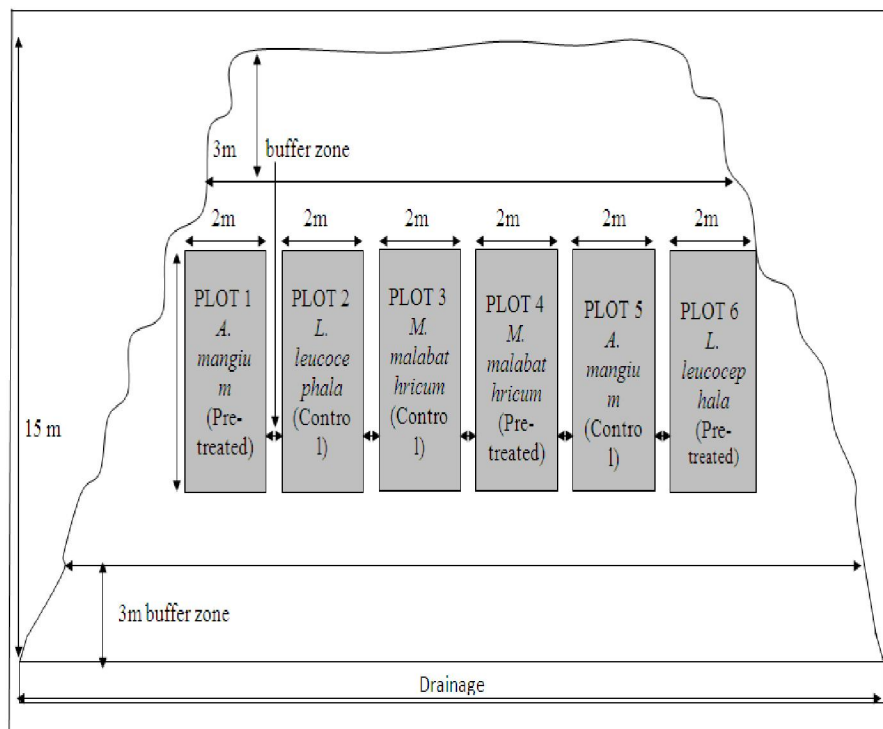 3m
buffer zone
2m
2m
2m
2m
2m
2m
PLOT 1
A.
mangiu
m
(Pre-
treated)
PLOT 2
L.
leucoce
phala
(Contro
l)
PLOT 3
M.
malabat
hricum
(Contro
l)
PLOT 4
M.
malabat
hricum
(Pre-
treated)
PLOT 5
A.
mangiu
m
(Contro
l)
PLOT 6
L.
leucocep
hala
(Pre-
treated)
15 m
3m buffer zone
Drainage